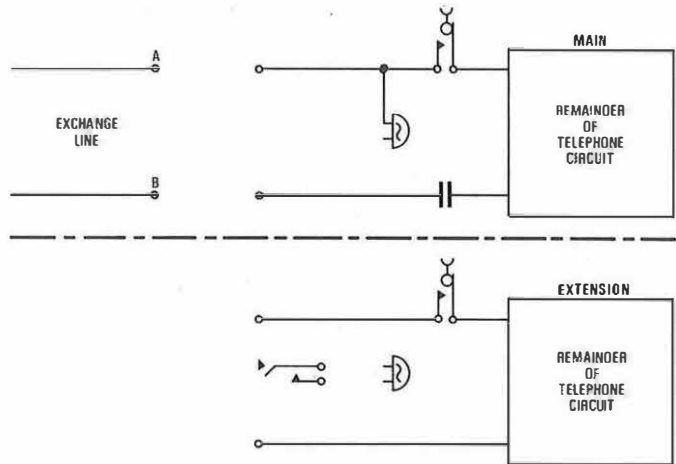 MAIN
A
EXCHANGE
LINE
B
REMAINDER
OF
TELEPHONE
CIRCUIT
EXTENSION
REMAINDER
OF
TELEPHONE
CIRCUIT